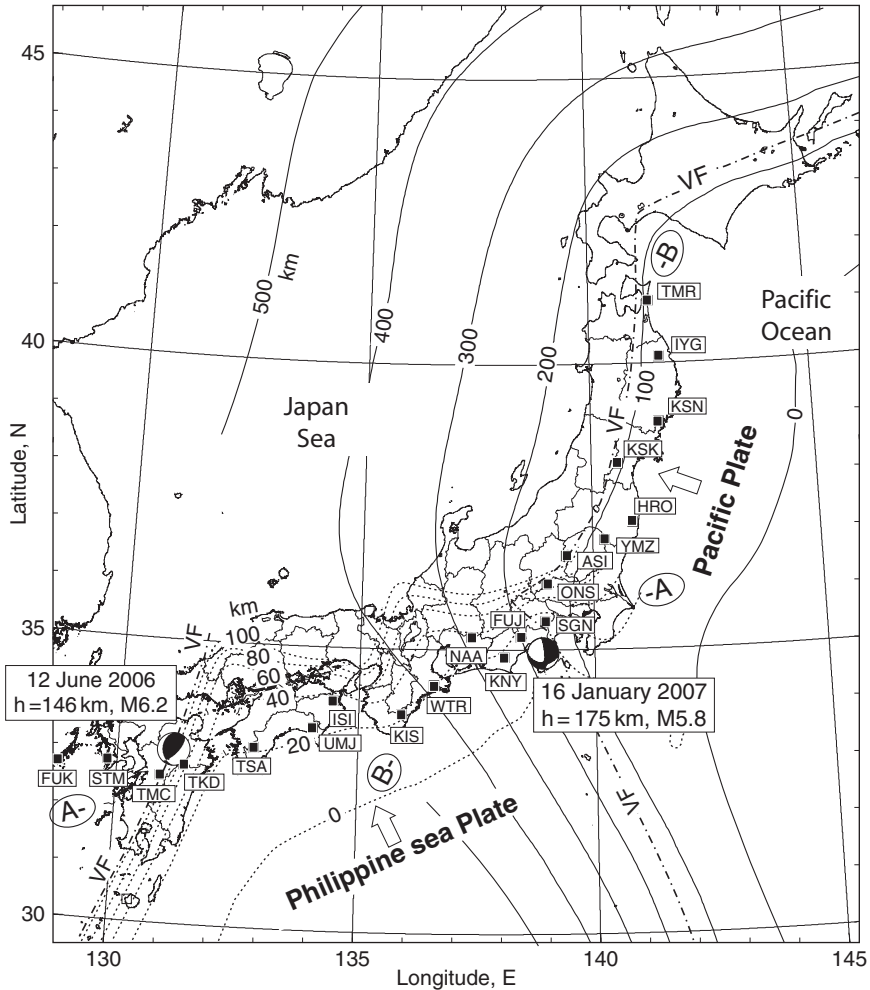 45
40
35
30
130
135
140
145
Latitude, N
Longitude, E
500
km
400
300
200
100
0
VF
-B
TMR
Pacific
Ocean
IYG
KSN
VF
KSK
Japan
Sea
HRO
YMZ
ASI
Pacific Plate
ONS
-A
FUJ
SGN
NAA
KNY
WTR
km
100
80
60
40
20
0
VF
12 June 2006
h=146 km, M6.2
16 January 2007
h=175 km, M5.8
ISI
UMJ
KIS
TSA
FUK
STM
TMC
TKD
A-
B-
VF
VF
Philippine sea Plate